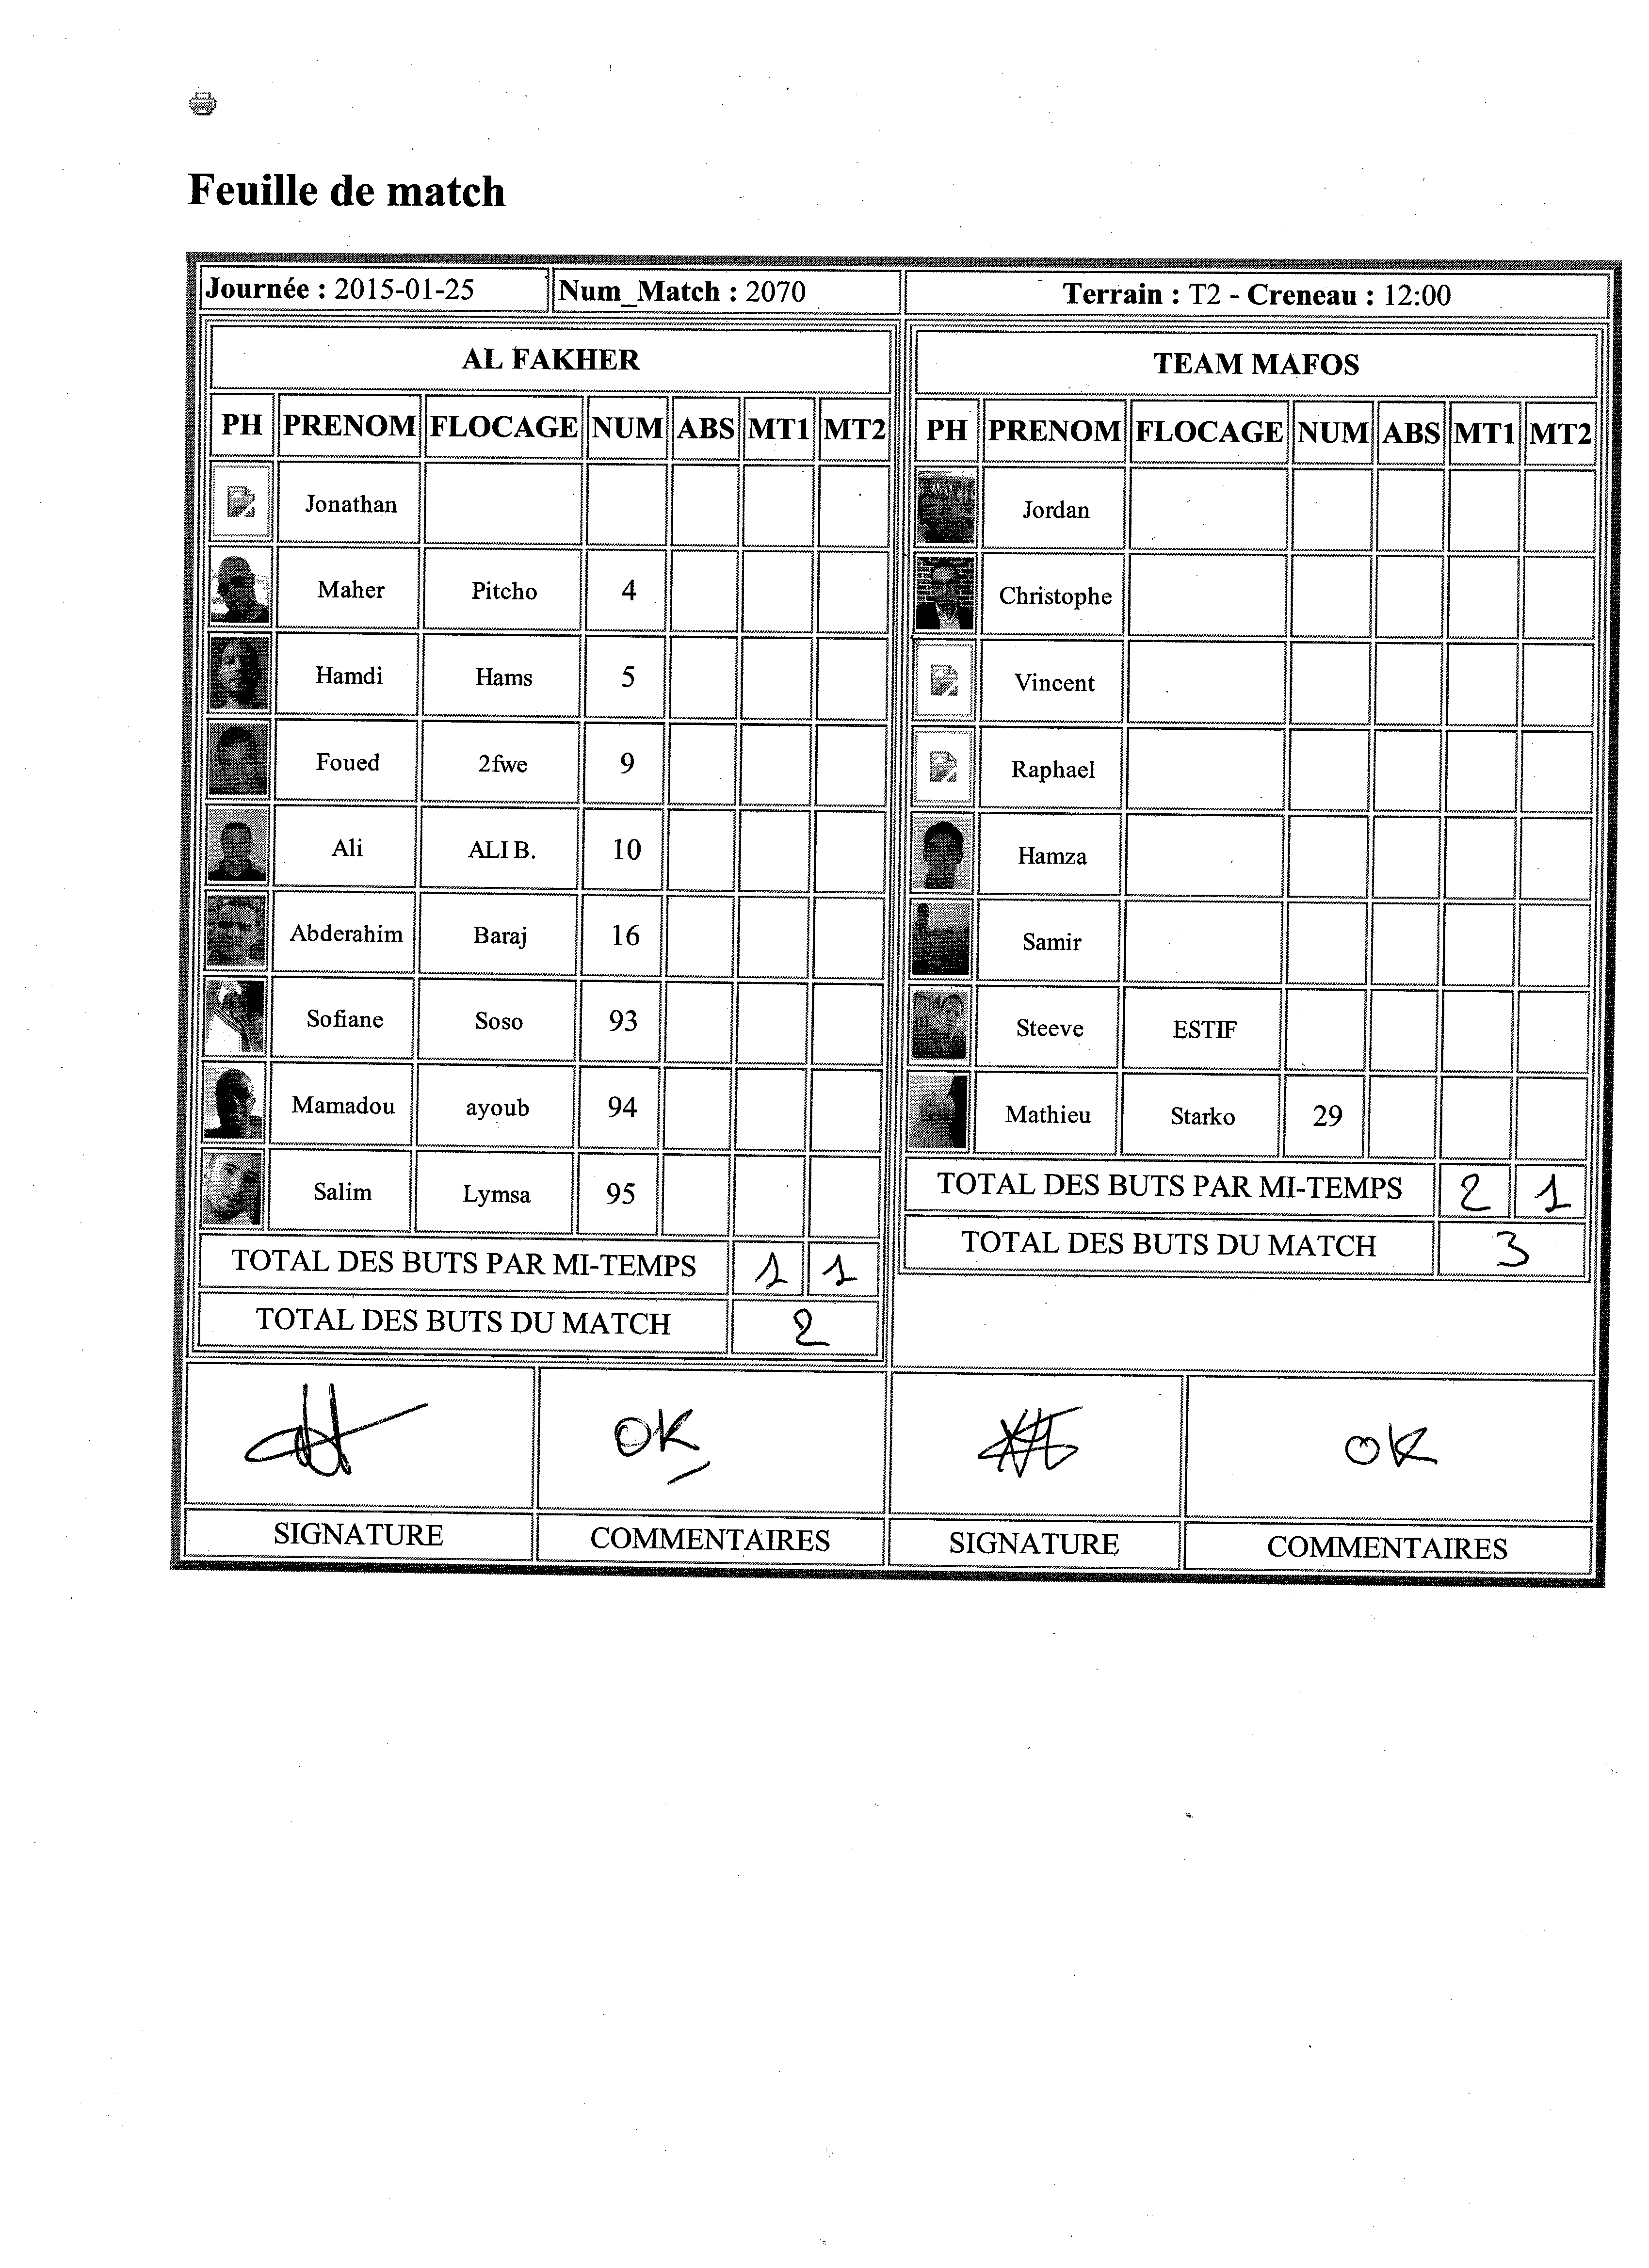 Feuille de match
Journée : 2015-01-25 Num_Match : 2070 Terrain : T2 - Creneau : 12:00
AL FAKHER
PH PRENOM FLOCAGE NUM ABS MT1 MT2
Jonathan
Maher Pitcho 4
Hamdi Hams 5
Foued 2fwe 9
Ali ALI B. 10
Abderahim Baraj 16
Sofiane Soso 93
Mamadou ayoub 94
Salim Lymsa 95
TOTAL DES BUTS PAR MI-TEMPS 1 1
TOTAL DES BUTS DU MATCH 2
TEAM MAFOS
PH PRENOM FLOCAGE NUM ABS MT1 MT2
Jordan
Christophe
Vincent
Raphael
Hamza
Samir
Steeve ESTIF
Mathieu Starko 29
TOTAL DES BUTS PAR MI-TEMPS 2 1
TOTAL DES BUTS DU MATCH 3
OK OK
SIGNATURE COMMENTAIRES SIGNATURE COMMENTAIRES